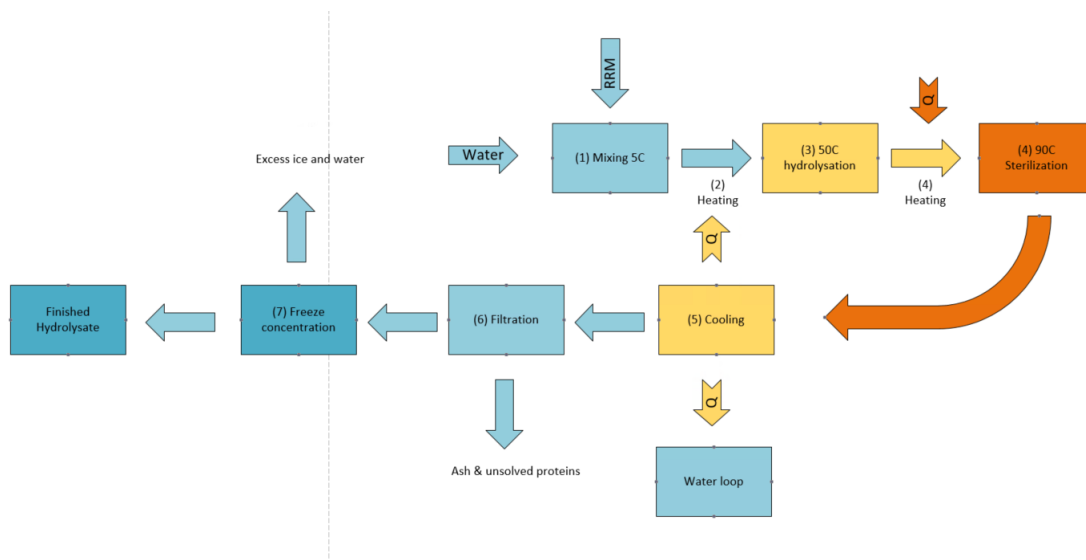 RRM
Water
(1) Mixing 5C
(2)
Heating
(3) 50C
hydrolysation
Q
(4)
Heating
(4) 90C
Sterilization
Excess ice and water
Q
Finished
Hydrolysate
(7) Freeze
concentration
(6) Filtration
(5) Cooling
Q
Ash & unsolved proteins
Water loop